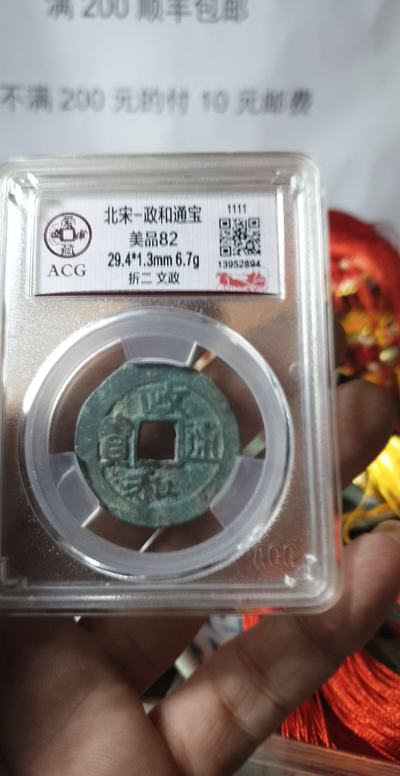 满 200 顺丰包邮
不满 200 元的付 10 元邮费
北宋-政和通宝
1111
美品82
29.4*1.3mm 6.7g
13952894
折二 文政
ACG
政和通宝
ACG